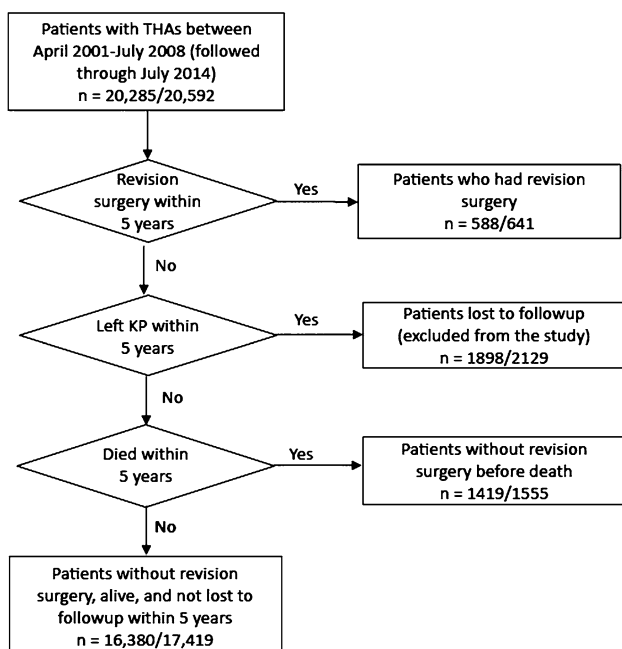 Patients with THAs between
April 2001-July 2008 (followed
through July 2014)
n = 20,285/20,592
Revision
surgery within
5 years
Yes
Patients who had revision
surgery
n = 588/641
No
Left KP within
5 years
Yes
Patients lost to followup
(excluded from the study)
n = 1898/2129
No
Died within
5 years
Yes
Patients without revision
surgery before death
n = 1419/1555
No
Patients without revision
surgery, alive, and not lost to
followup within 5 years
n = 16,380/17,419